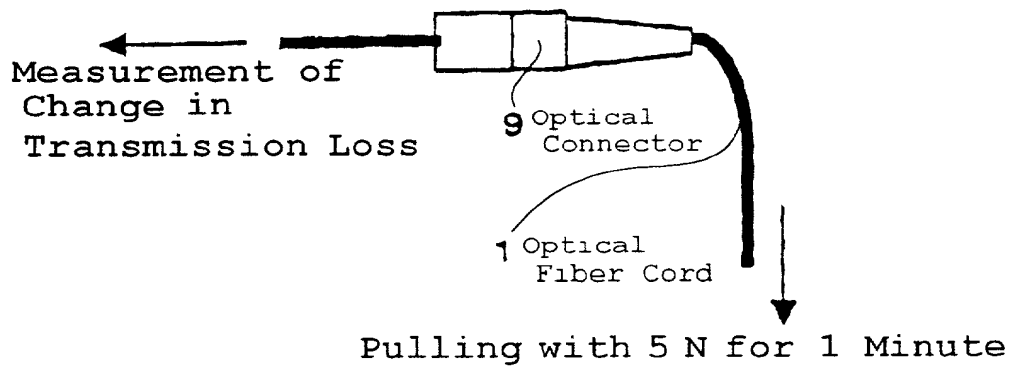 Measurement of
Change in
Transmission Loss
9 Optical
Connector
1 Optical
Fiber Cord
Pulling with 5 N for 1 Minute